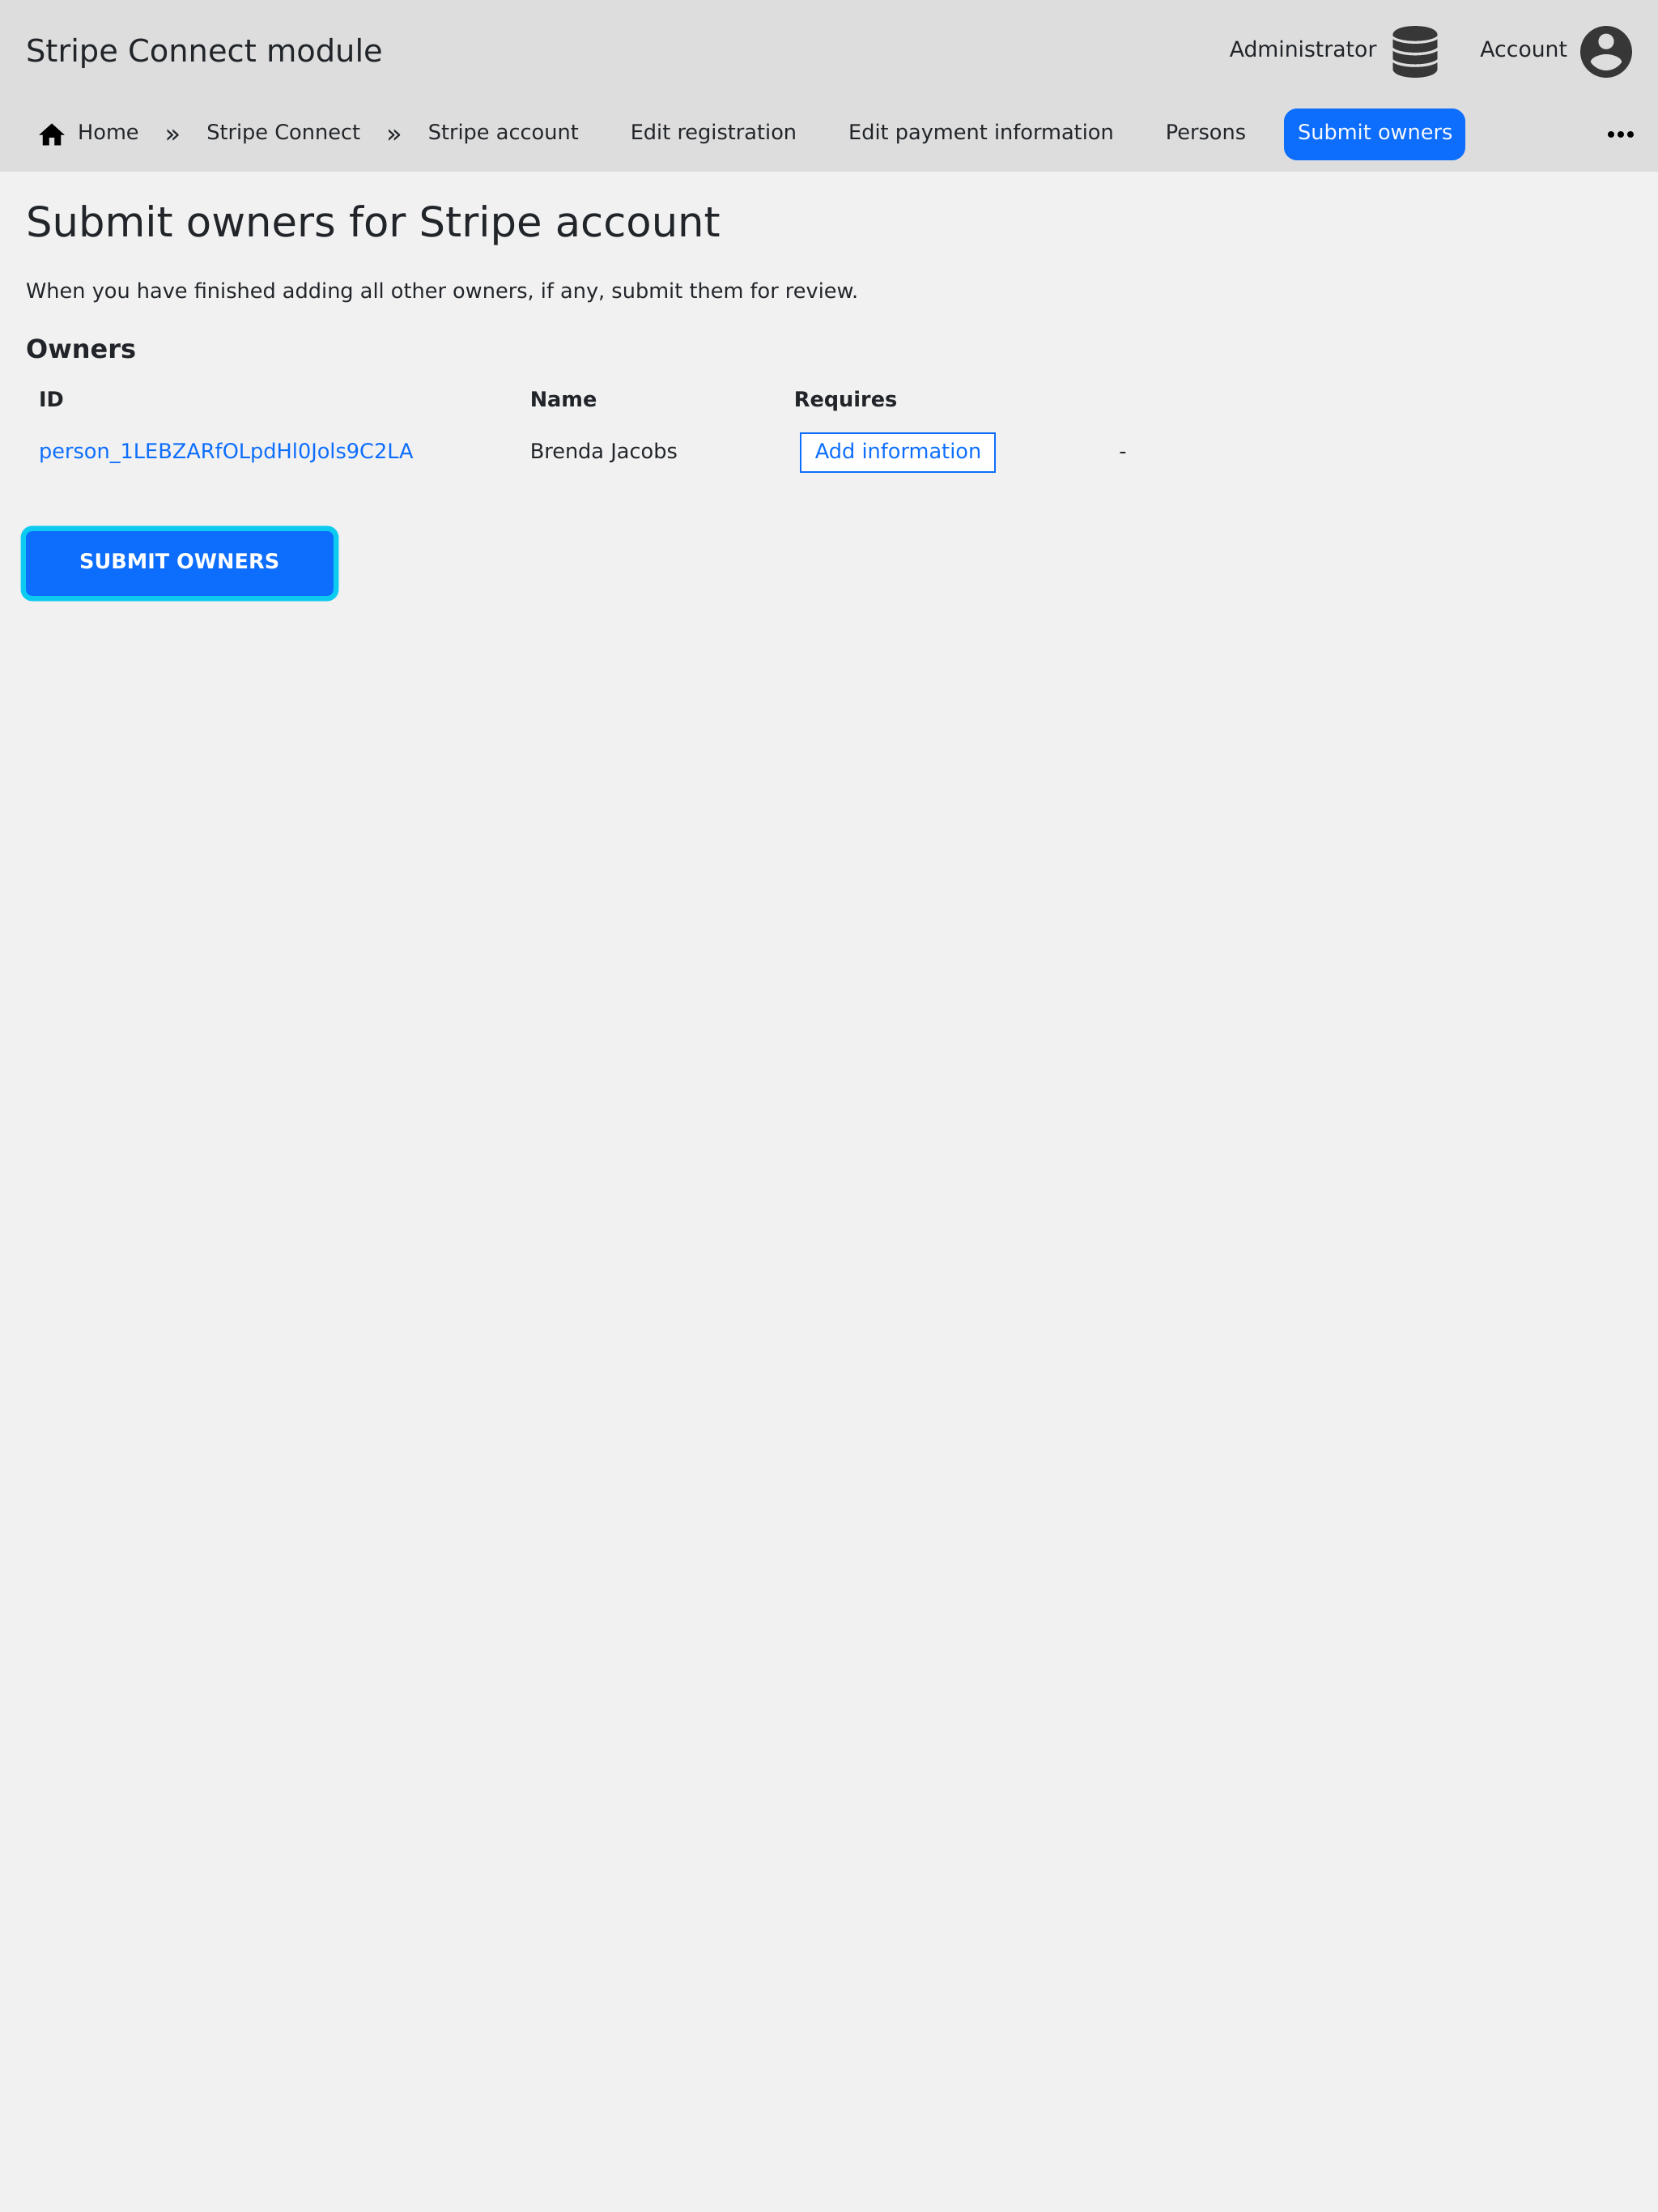 Stripe Connect module Administrator Account
Home » Stripe Connect » Stripe account Edit registration Edit payment information Persons Submit owners •••
Submit owners for Stripe account
When you have finished adding all other owners, if any, submit them for review.
Owners
ID Name Requires
person_1LEBZARfOLpdHl0Jols9C2LA Brenda Jacobs Add information -
SUBMIT OWNERS